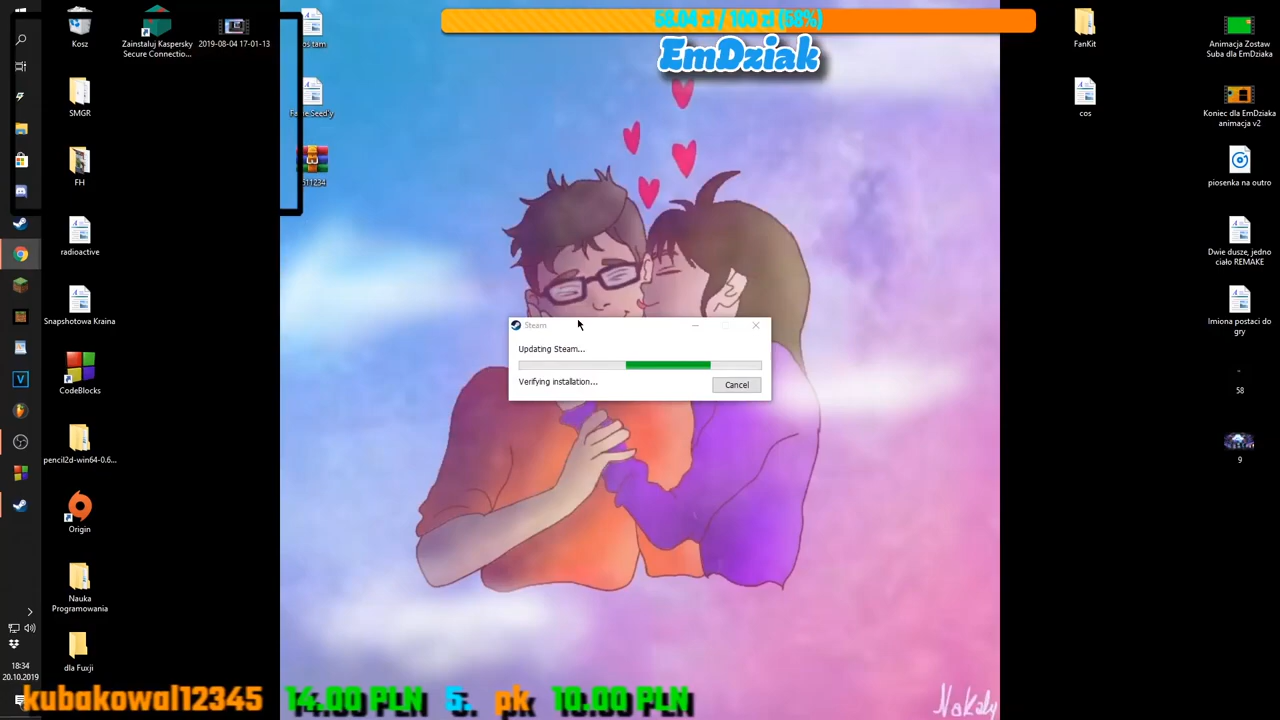 58.04 zł / 100 zł (58%)
EmDziak
Kosz
Zainstaluj Kaspersky
Secure Connectio...
2019-08-04 17-01-13
SMGR
FH
radioactive
Snapshotowa Kraina
CodeBlocks
pencil2d-win64-0.6...
Origin
Nauka
Programowania
dla Fuxji
Steam
Updating Steam...
Verifying installation...
Cancel
FanKit
cos
Animacja Zostaw
Suba dla EmDziaka
Koniec dla EmDziaka
animacja v2
piosenka na outro
Dwie dusze, jedno
ciało REMAKE
Imiona postaci do
gry
58
9
18:34
20.10.2019
kubakowal12345 14.00 PLN 5. pk 10.00 PLN
Nokaly